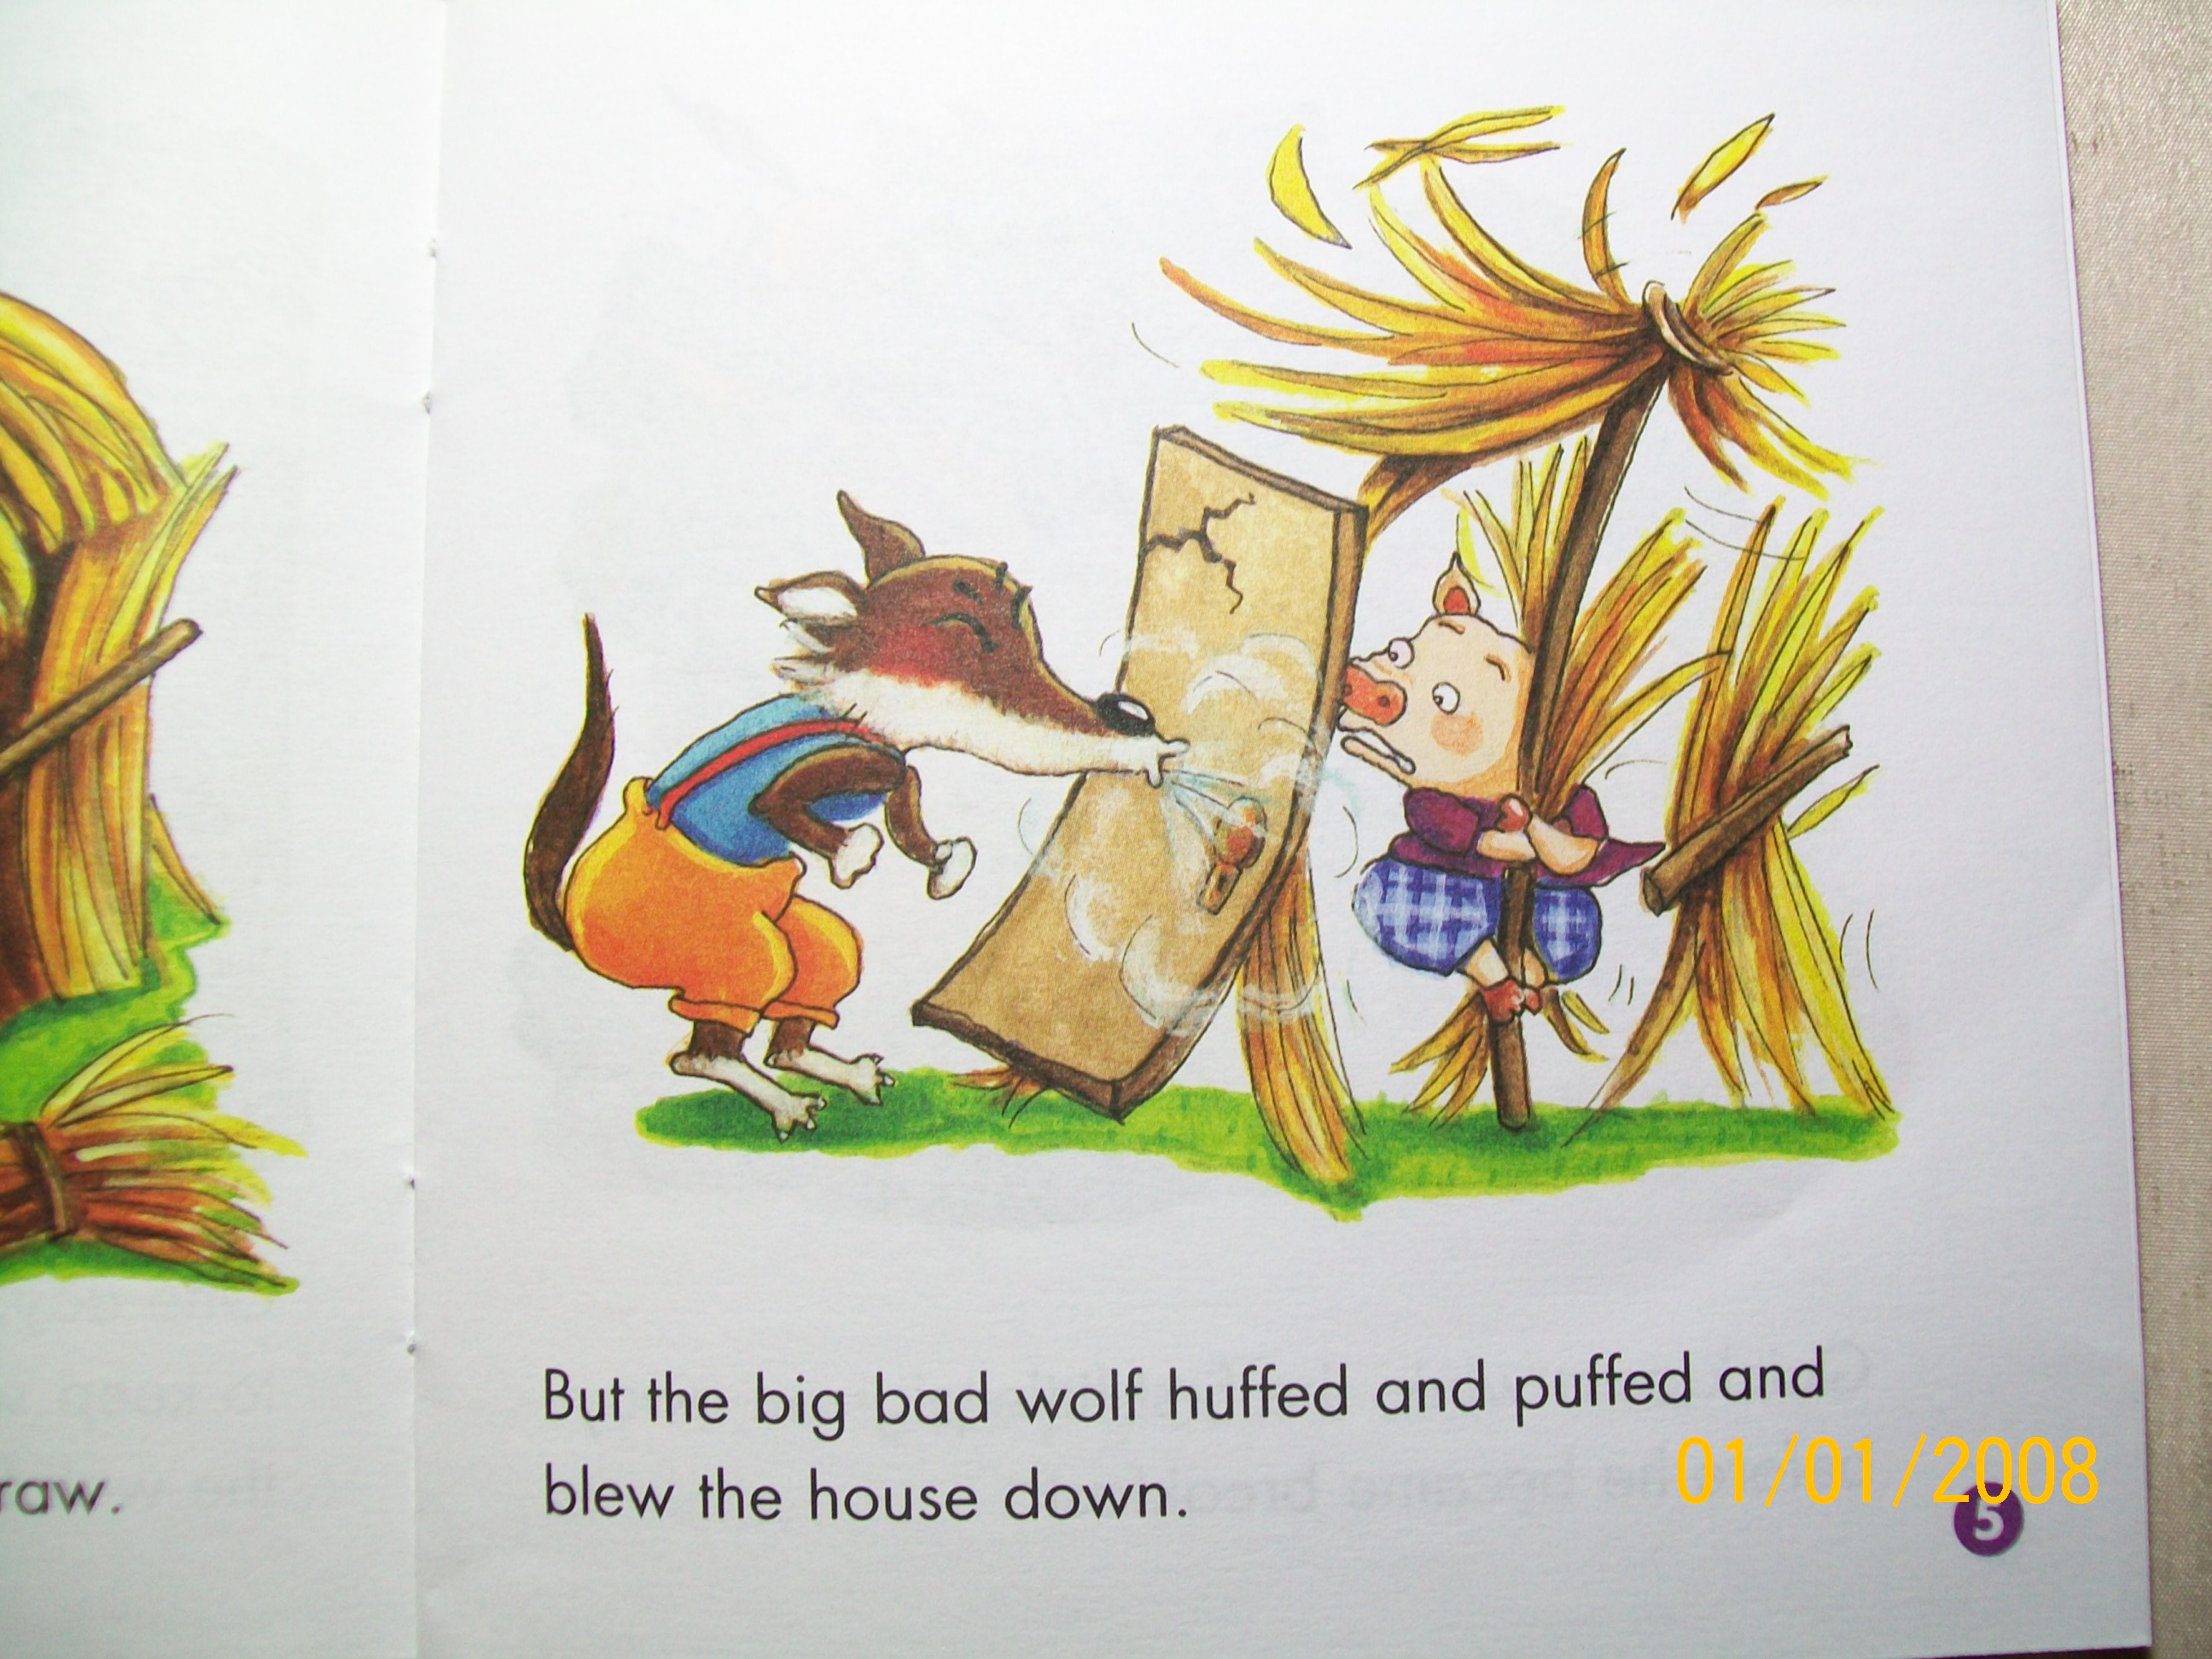 raw.
But the big bad wolf huffed and puffed and
blew the house down.
01/01/2008
5